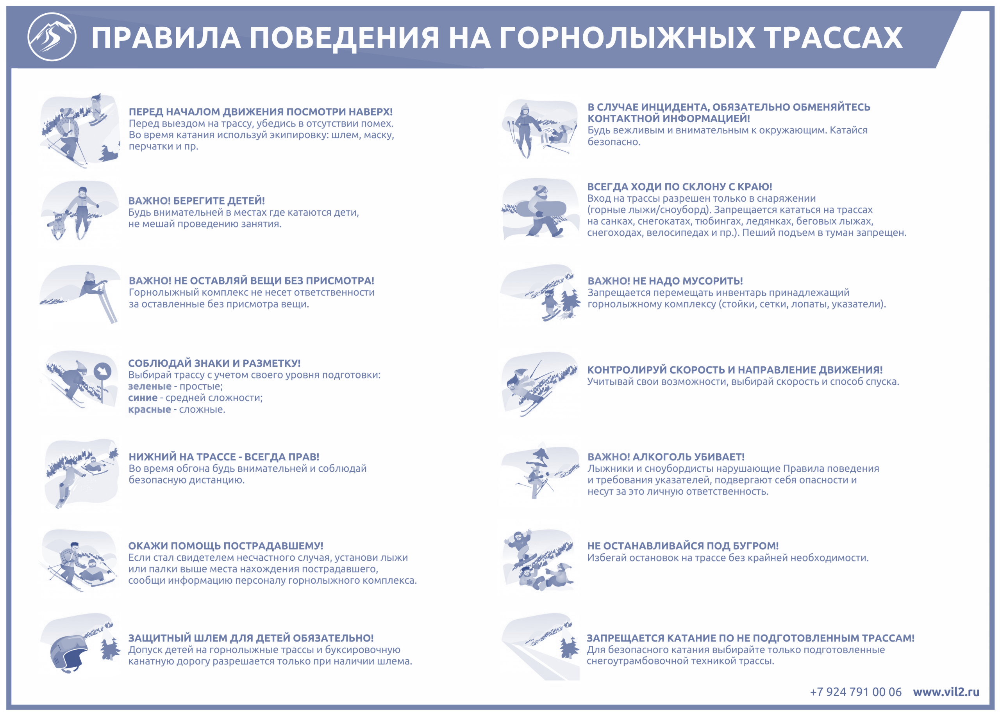 ПРАВИЛА ПОВЕДЕНИЯ НА ГОРНОЛЫЖНЫХ ТРАССАХ
ПЕРЕД НАЧАЛОМ ДВИЖЕНИЯ ПОСМОТРИ НАВЕРХ!
Перед выездом на трассу, убедись в отсутствии помех.
Во время катания используй экипировку: шлем, маску,
перчатки и пр.
ВАЖНО! БЕРЕГИТЕ ДЕТЕЙ!
Будь внимательней в местах где катаются дети,
не мешай проведению занятия.
ВАЖНО! НЕ ОСТАВЛЯЙ ВЕЩИ БЕЗ ПРИСМОТРА!
Горнолыжный комплекс не несет ответственности
за оставленные без присмотра вещи.
СОБЛЮДАЙ ЗНАКИ И РАЗМЕТКУ!
Выбирай трассу с учетом своего уровня подготовки:
зеленые - простые;
синие - средней сложности;
красные - сложные.
НИЖНИЙ НА ТРАССЕ - ВСЕГДА ПРАВ!
Во время обгона будь внимательней и соблюдай
безопасную дистанцию.
ОКАЖИ ПОМОЩЬ ПОСТРАДАВШЕМУ!
Если стал свидетелем несчастного случая, установи лыжи
или палки выше места нахождения пострадавшего,
сообщи информацию персоналу горнолыжного комплекса.
ЗАЩИТНЫЙ ШЛЕМ ДЛЯ ДЕТЕЙ ОБЯЗАТЕЛЬНО!
Допуск детей на горнолыжные трассы и буксировочную
канатную дорогу разрешается только при наличии шлема.
В СЛУЧАЕ ИНЦИДЕНТА, ОБЯЗАТЕЛЬНО ОБМЕНЯЙТЕСЬ
КОНТАКТНОЙ ИНФОРМАЦИЕЙ!
Будь вежливым и внимательным к окружающим. Катайся
безопасно.
ВСЕГДА ХОДИ ПО СКЛОНУ С КРАЮ!
Вход на трассы разрешен только в снаряжении
(горные лыжи/сноуборд). Запрещается кататься на трассах
на санках, снегокатах, тюбингах, ледянках, беговых лыжах,
снегоходах, велосипедах и пр.). Пеший подъем в туман запрещен.
ВАЖНО! НЕ НАДО МУСОРИТЬ!
Запрещается перемещать инвентарь принадлежащий
горнолыжному комплексу (стойки, сетки, лопаты, указатели).
КОНТРОЛИРУЙ СКОРОСТЬ И НАПРАВЛЕНИЕ ДВИЖЕНИЯ!
Учитывай свои возможности, выбирай скорость и способ спуска.
ВАЖНО! АЛКОГОЛЬ УБИВАЕТ!
Лыжники и сноубордисты нарушающие Правила поведения
и требования указателей, подвергают себя опасности и
несут за это личную ответственность.
НЕ ОСТАНАВЛИВАЙСЯ ПОД БУГРОМ!
Избегай остановок на трассе без крайней необходимости.
ЗАПРЕЩАЕТСЯ КАТАНИЕ ПО НЕ ПОДГОТОВЛЕННЫМ ТРАССАМ!
Для безопасного катания выбирайте только подготовленные
снегоутрамбовочной техникой трассы.
+7 924 791 00 06 www.vil2.ru